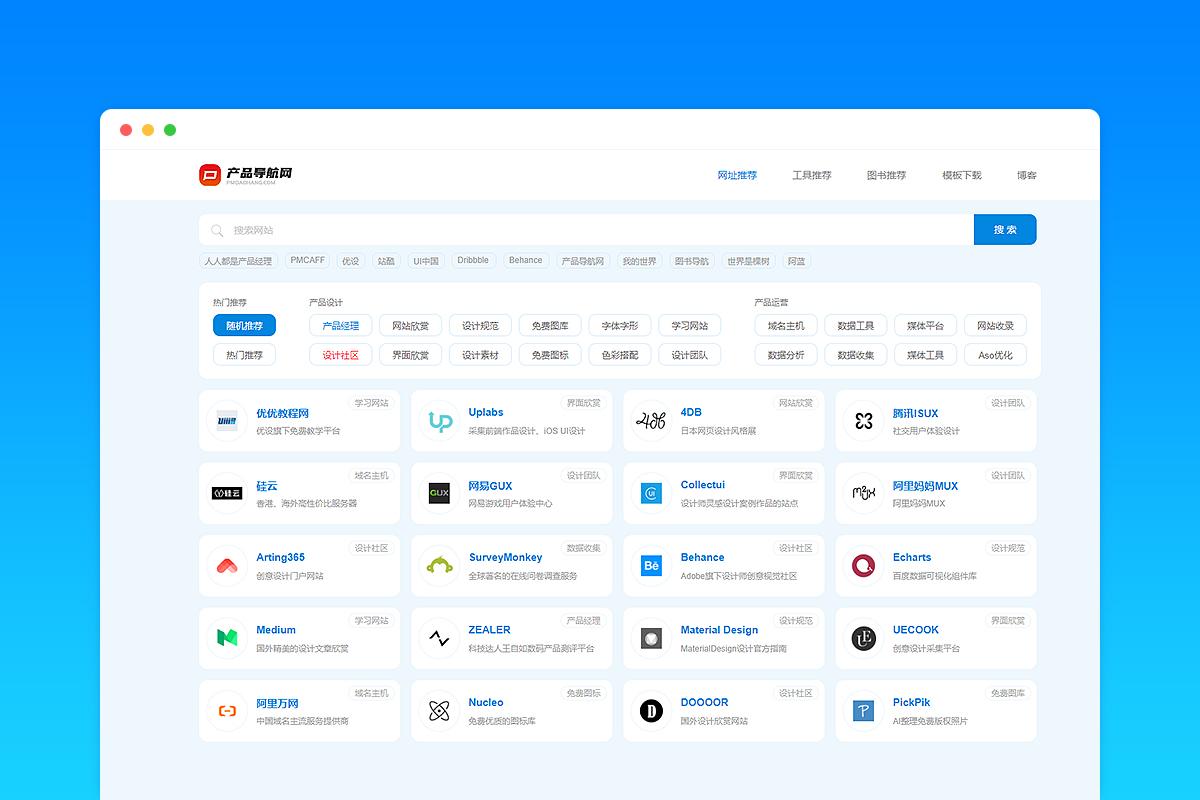 产品导航网
PMDAOHANG.COM
网址推荐 工具推荐 图书推荐 模板下载 博客
搜索网站 搜 索
人人都是产品经理 PMCAFF 优设 站酷 UI中国 Dribbble Behance 产品导航网 我的世界 图书导航 世界是棵树 阿蓝
热门推荐 产品设计 产品运营
随机推荐 产品经理 网站欣赏 设计规范 免费图库 字体字形 学习网站 域名主机 数据工具 媒体平台 网站收录
热门推荐 设计社区 界面欣赏 设计素材 免费图标 色彩搭配 设计团队 数据分析 数据收集 媒体工具 Aso优化
学习网站 界面欣赏 网站欣赏 设计团队
优优教程网 Uplabs 4DB 腾讯ISUX
优设旗下免费教学平台 采集前端作品设计、iOS UI设计 日本网页设计风格展 社交用户体验设计
域名主机 设计团队 界面欣赏 设计团队
硅云 网易GUX Collectui 阿里妈妈MUX
香港、海外高性价比服务器 网易游戏用户体验中心 设计师灵感设计案例作品的站点 阿里妈妈MUX
设计社区 数据收集 设计社区 设计规范
Arting365 SurveyMonkey Behance Echarts
创意设计门户网站 全球著名的在线问卷调查服务 Adobe旗下设计师创意视觉社区 百度数据可视化组件库
学习网站 产品经理 设计规范 界面欣赏
Medium ZEALER Material Design UECOOK
国外精美的设计文章欣赏 科技达人王自如数码产品测评平台 MaterialDesign设计官方指南 创意设计采集平台
域名主机 免费图标 设计社区 免费图库
阿里万网 Nucleo DOOOOR PickPik
中国域名主流服务提供商 免费优质的图标库 国外设计欣赏网站 AI整理免费版权照片